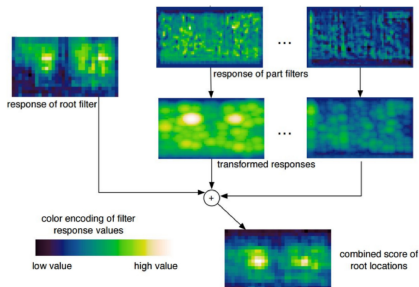 ...
response of part filters
response of root filter
...
transformed responses
+
color encoding of filter
response values
low value
high value
combined score of
root locations